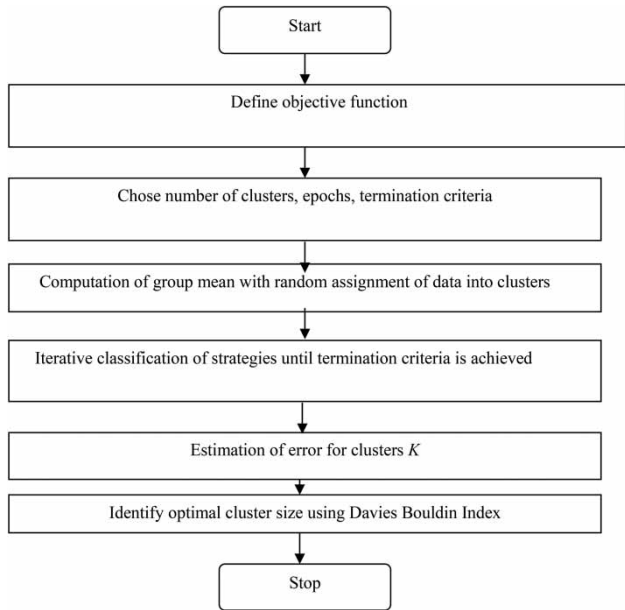 Start
Define objective function
Chose number of clusters, epochs, termination criteria
Computation of group mean with random assignment of data into clusters
Iterative classification of strategies until termination criteria is achieved
Estimation of error for clusters K
Identify optimal cluster size using Davies Bouldin Index
Stop